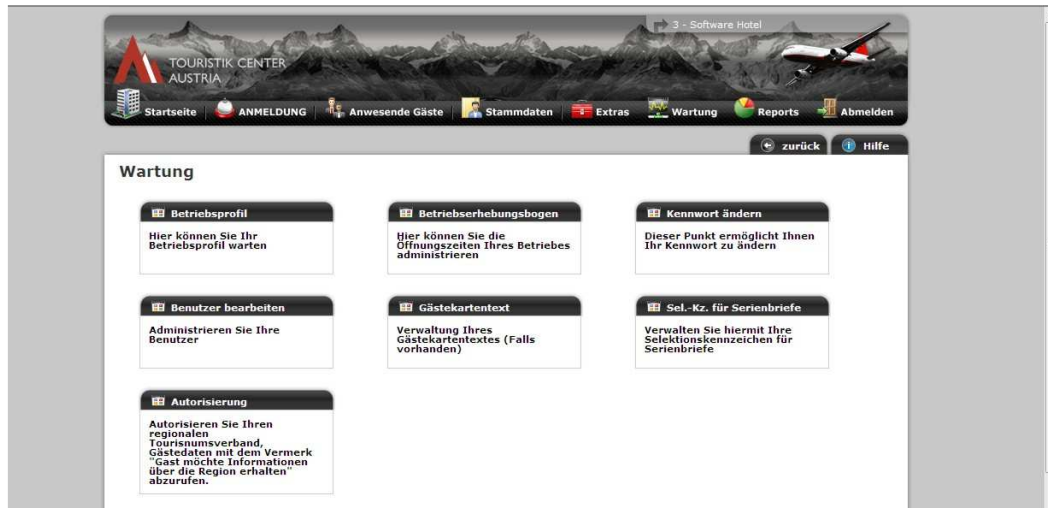 3 - Software Hotel
TOURISTIK CENTER
AUSTRIA
Startseite
ANMELDUNG
Anwesende Gäste
Stammdaten
Extras
Wartung
Reports
Abmelden
zurück
Hilfe
Wartung
Betriebsprofil
Hier können Sie Ihr
Betriebsprofil warten
Betriebserhebungsbogen
Hier können Sie die
Öffnungszeiten Ihres Betriebes
administrieren
Kennwort ändern
Dieser Punkt ermöglicht Ihnen
Ihr Kennwort zu ändern
Benutzer bearbeiten
Administrieren Sie Ihre
Benutzer
Gästekartentext
Verwaltung Ihres
Gästekartentextes (Falls
vorhanden)
Sel.-Kz. für Serienbriefe
Verwalten Sie hiermit Ihre
Selektionskennzeichen für
Serienbriefe
Autorisierung
Autorisieren Sie Ihren
regionalen
Tourisnumsverband,
Gästedaten mit dem Vermerk
"Gast möchte Informationen
über die Region erhalten"
abzurufen.